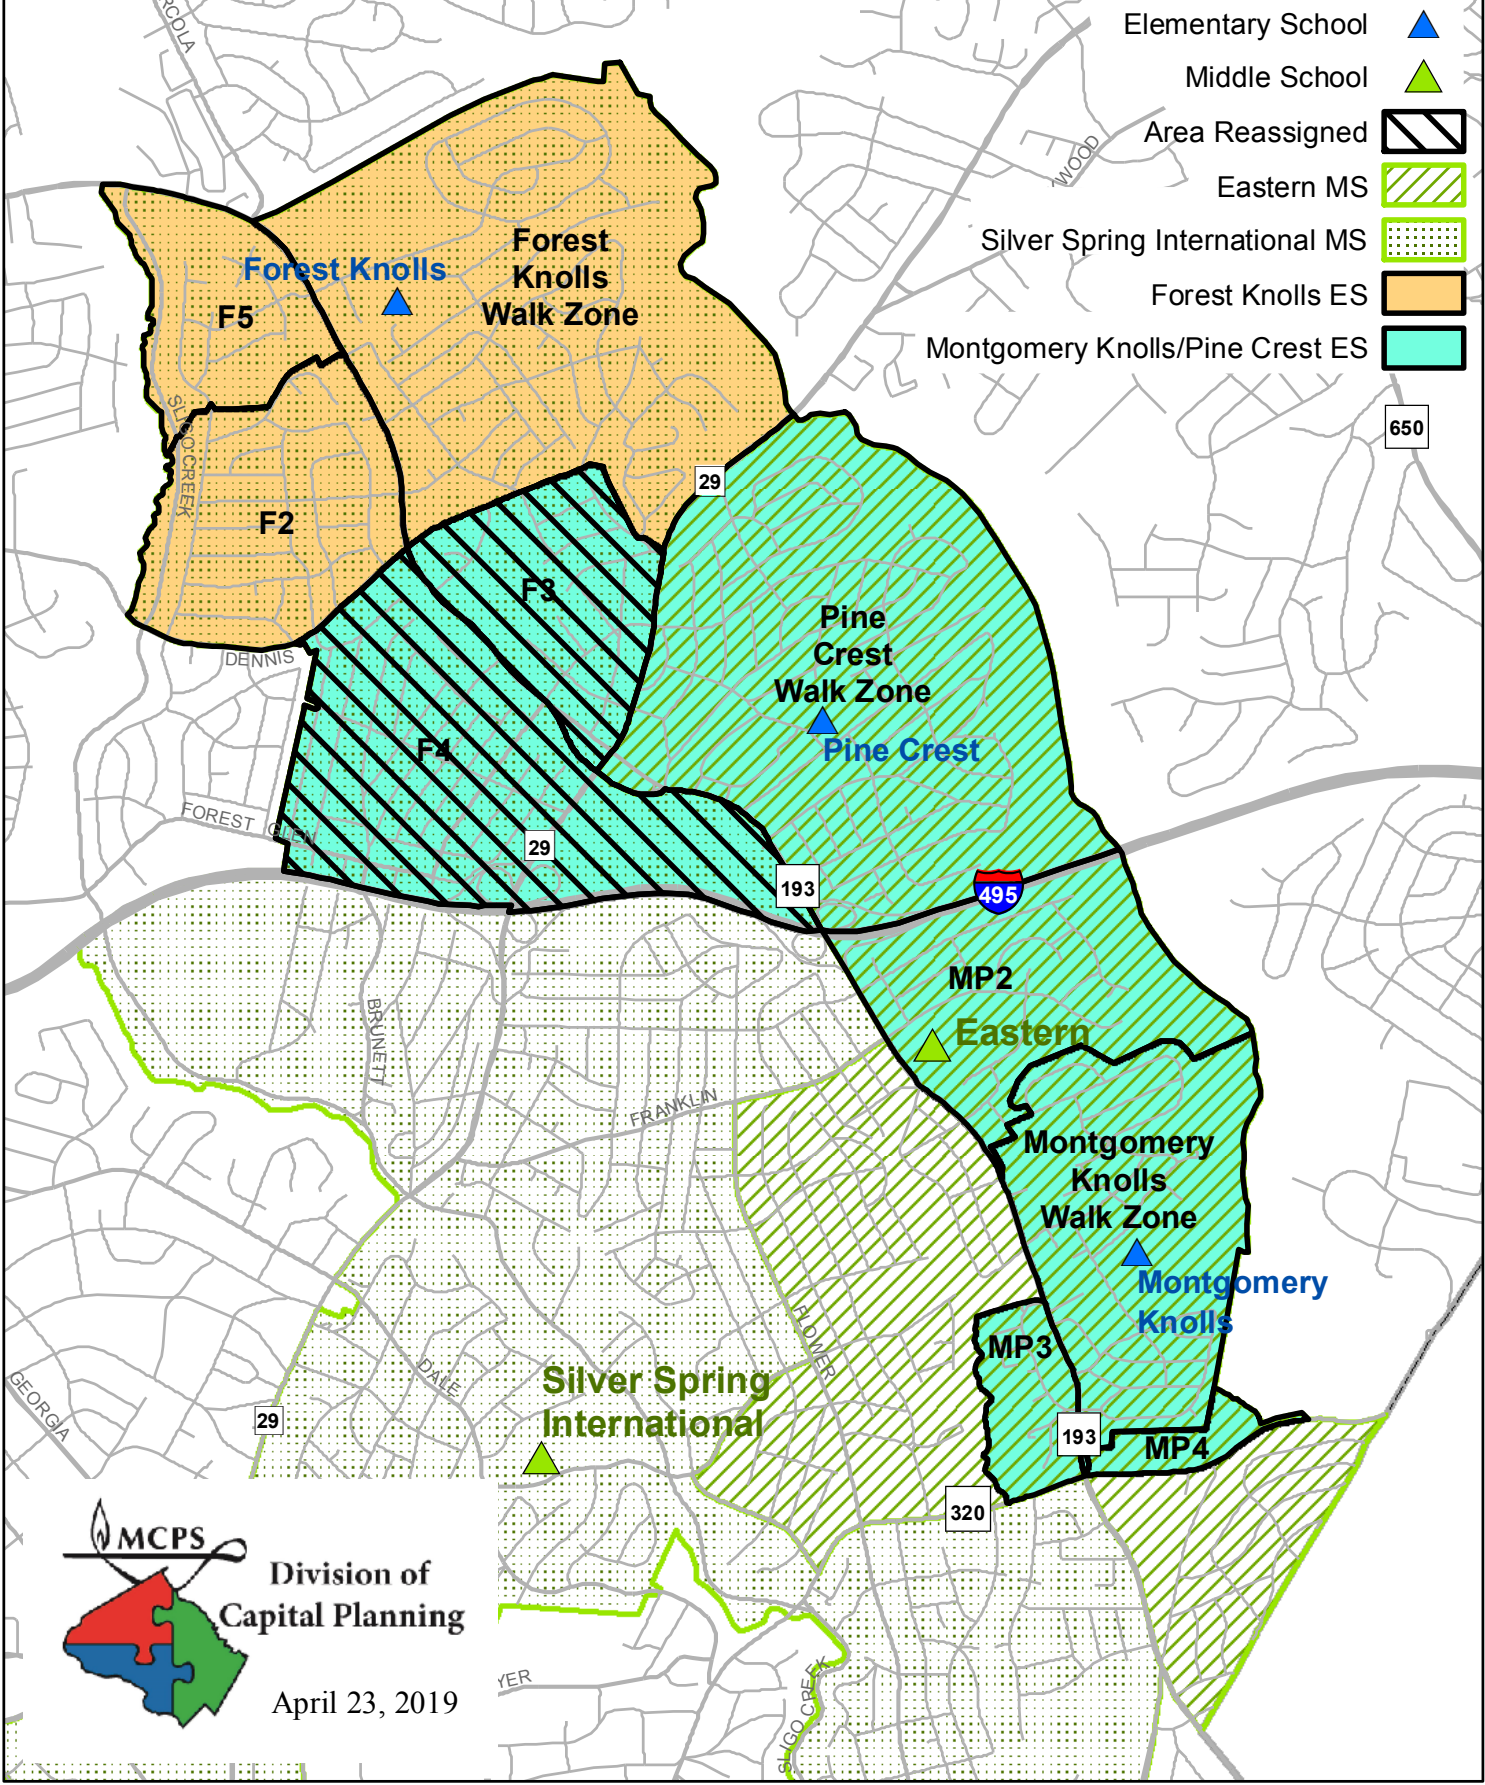 RCOLA
Elementary School
Middle School
Area Reassigned
WOOD
Eastern MS
Silver Spring International MS
Forest Knolls ES
Montgomery Knolls/Pine Crest ES
Forest
Knolls
Walk Zone
Forest Knolls
F5
650
SLIGO CREEK
29
F2
F3
Pine
Crest
Walk Zone
DENNIS
Pine Crest
F4
FOREST GLEN
29
193
495
MP2
Eastern
BRUNETT
FRANKLIN
Montgomery
Knolls
Walk Zone
Montgomery
Knolls
FLOWER
MP3
DALE
Silver Spring
International
GEORGIA
29
193
MP4
320
MCPS
Division of
Capital Planning
April 23, 2019
YER
SLIGO CREEK